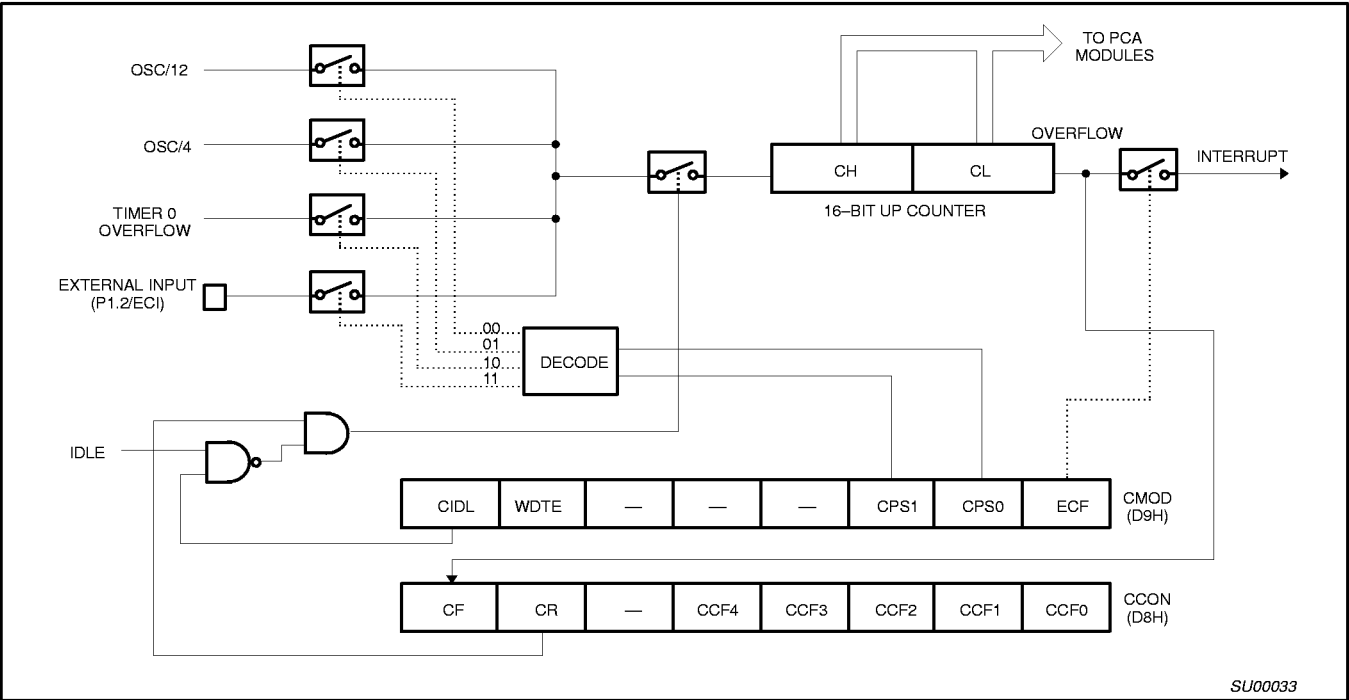 OSC/12
OSC/4
TIMER 0
OVERFLOW
EXTERNAL INPUT
(P1.2/ECI)
TO PCA
MODULES
OVERFLOW
CH
CL
INTERRUPT
16–BIT UP COUNTER
00
01
10
11
DECODE
IDLE
CIDL
WDTE
—
—
—
CPS1
CPS0
ECF
CMOD
(D9H)
CF
CR
—
CCF4
CCF3
CCF2
CCF1
CCF0
CCON
(D8H)
SU00033